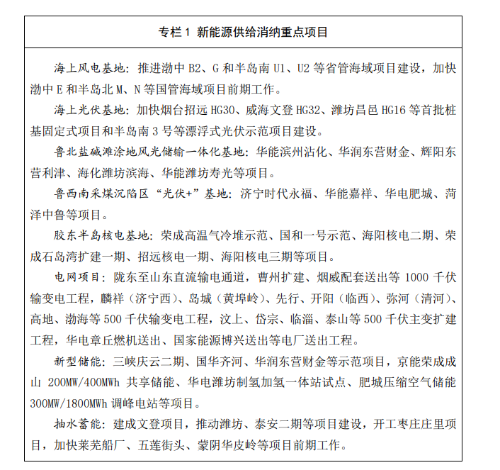 专栏1 新能源供给消纳重点项目
海上风电基地：推进渤中 B2、G 和半岛南 U1、U2 等省管海域项目建设，加快
渤中 E 和半岛北 M、N 等国管海域项目前期工作。
海上光伏基地：加快烟台招远 HG30、威海文登 HG32、潍坊昌邑 HG16 等首批桩
基固定式项目和半岛南 3 号等漂浮式光伏示范项目建设。
鲁北盐碱滩涂地风光储输一体化基地：华能滨州沾化、华润东营财金、辉阳东
营利津、海化潍坊滨海、华能潍坊寿光等项目。
鲁西南采煤沉陷区“光伏+”基地：济宁时代永福、华能嘉祥、华电肥城、菏
泽中鲁等项目。
胶东半岛核电基地：荣成高温气冷堆示范、国和一号示范、海阳核电二期、荣
成石岛湾扩建一期、招远核电一期、海阳核电三期等项目。
电网项目：陇东至山东直流输电通道，曹州扩建、烟威配套送出等 1000 千伏
输变电工程，麟祥（济宁西）、岛城（黄埠岭）、先行、开阳（临西）、弥河（清河）、
高地、渤海等 500 千伏输变电工程，汶上、岱宗、临淄、泰山等 500 千伏主变扩建
工程，华电章丘燃机送出、国家能源博兴送出等电厂送出工程。
新型储能：三峡庆云二期、国华齐河、华润东营财金等示范项目，京能荣成成
山 200MW/400MWh 共享储能、华电潍坊制氢加氢一体站试点、肥城压缩空气储能
300MW/1800MWh 调峰电站等项目。
抽水蓄能：建成文登项目，推动潍坊、泰安二期等项目建设，开工枣庄庄里项
目，加快莱芜船厂、五莲街头、蒙阴华皮岭等项目前期工作。